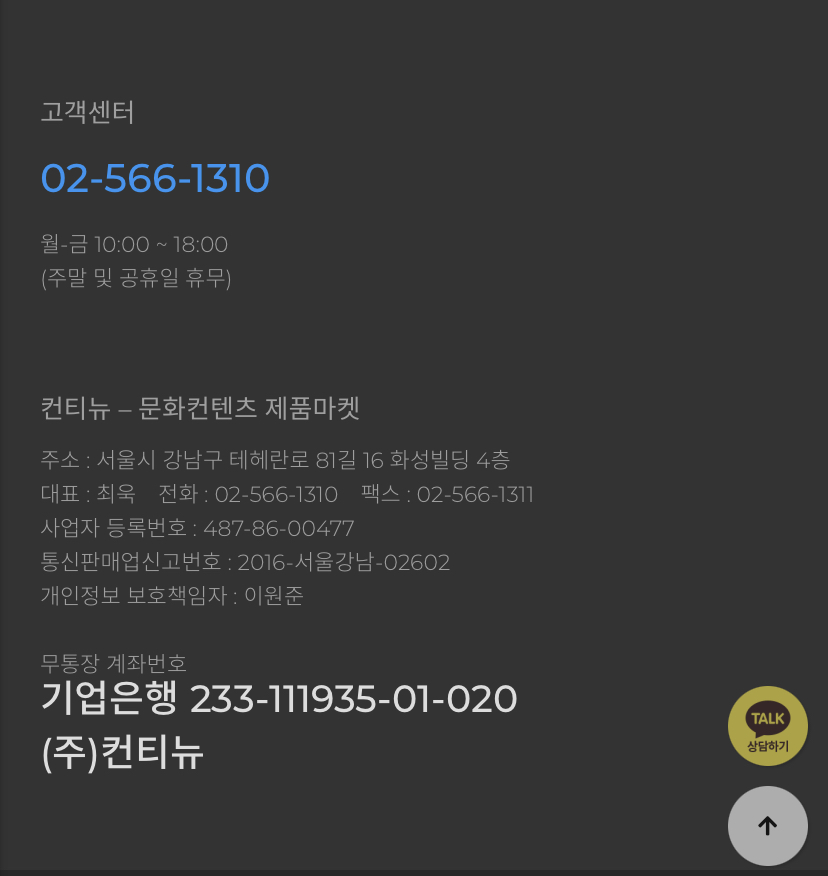 고객센터
02-566-1310
월-금 10:00 ~ 18:00
(주말 및 공휴일 휴무)
컨티뉴 – 문화컨텐츠 제품마켓
주소 : 서울시 강남구 테헤란로 81길 16 화성빌딩 4층
대표 : 최욱 전화 : 02-566-1310 팩스 : 02-566-1311
사업자 등록번호 : 487-86-00477
통신판매업신고번호 : 2016-서울강남-02602
개인정보 보호책임자 : 이원준
무통장 계좌번호
기업은행 233-111935-01-020
(주)컨티뉴
TALK
상담하기